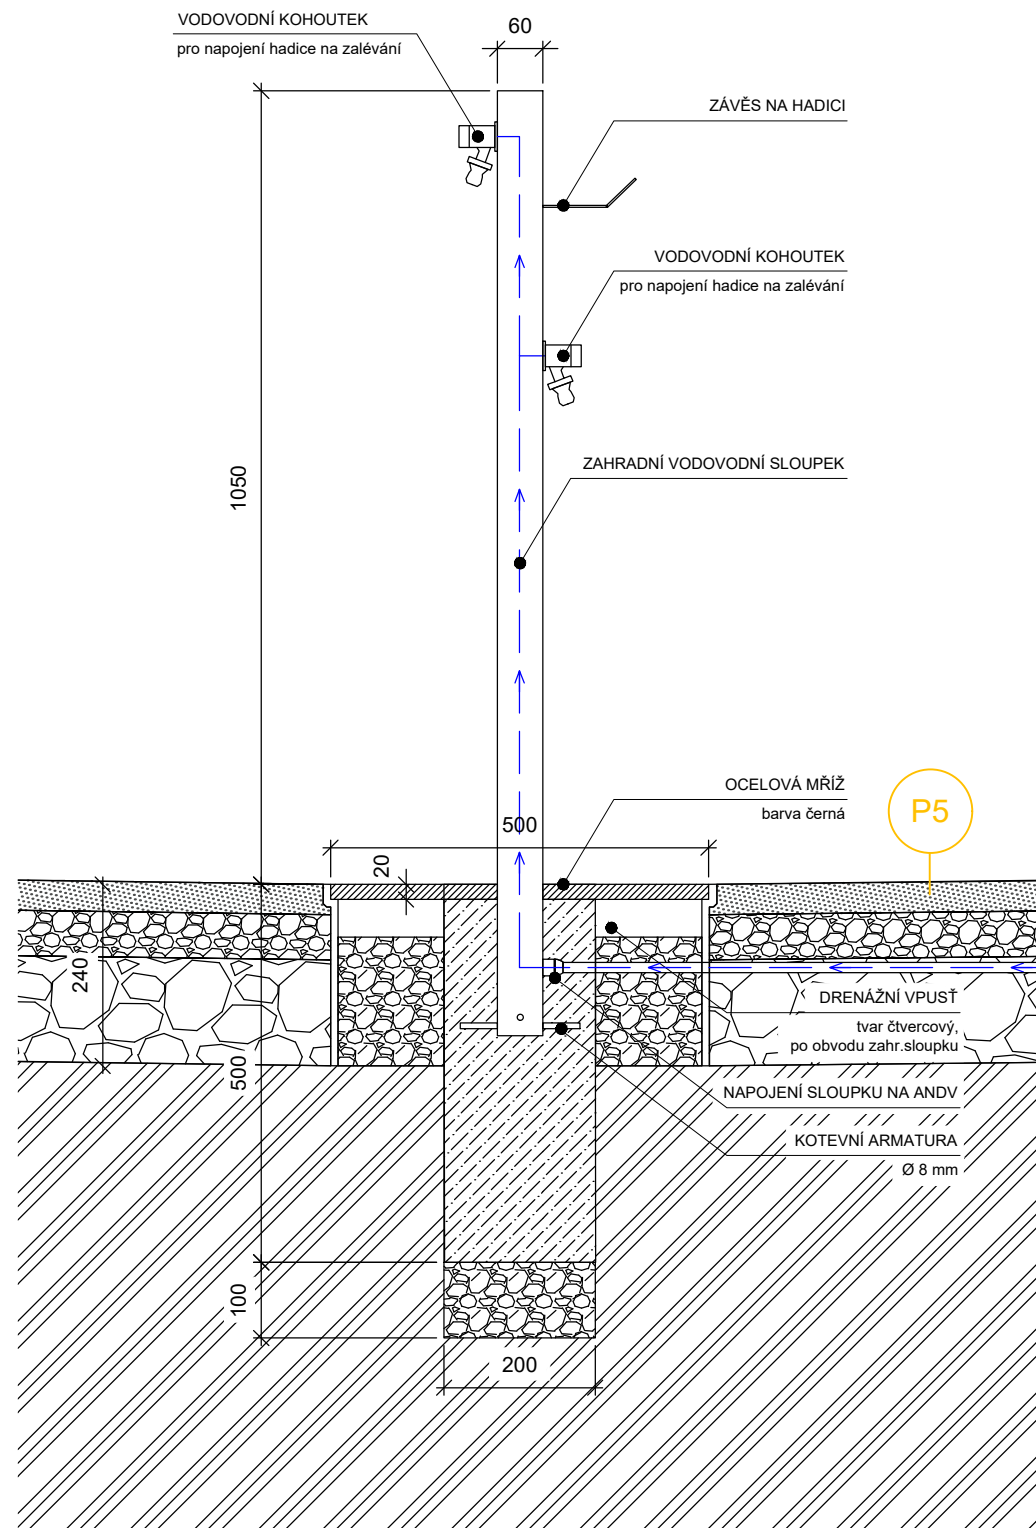 VODOVODNÍ KOHOUTEK
pro napojení hadice na zalévání
60
ZÁVĚS NA HADICI
VODOVODNÍ KOHOUTEK
pro napojení hadice na zalévání
1050
ZAHRADNÍ VODOVODNÍ SLOUPEK
OCELOVÁ MŘÍŽ
barva černá
P5
500
20
240
DRENÁŽNÍ VPUSŤ
tvar čtvercový,
po obvodu zahr.sloupku
500
NAPOJENÍ SLOUPKU NA ANDV
KOTEVNÍ ARMATURA
Ø 8 mm
100
200